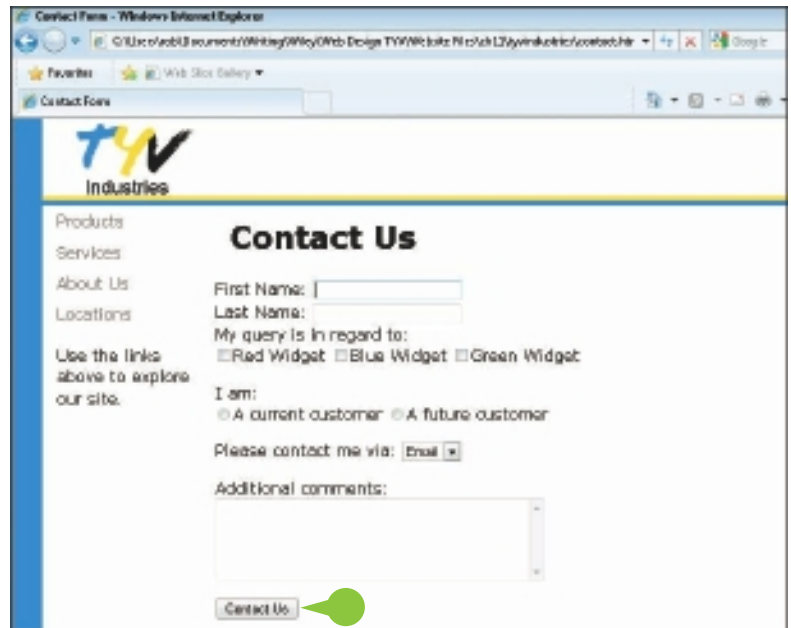 Contact Form - Windows Internet Explorer
Google
Favorites Web Slice Gallery
Contact Form
TYV
Industries
Products
Services
About Us
Locations
Use the links
above to explore
our site.
Contact Us
First Name:
Last Name:
My query is in regard to:
Red Widget Blue Widget Green Widget
I am:
A current customer A future customer
Please contact me via: Email
Additional comments:
Contact Us